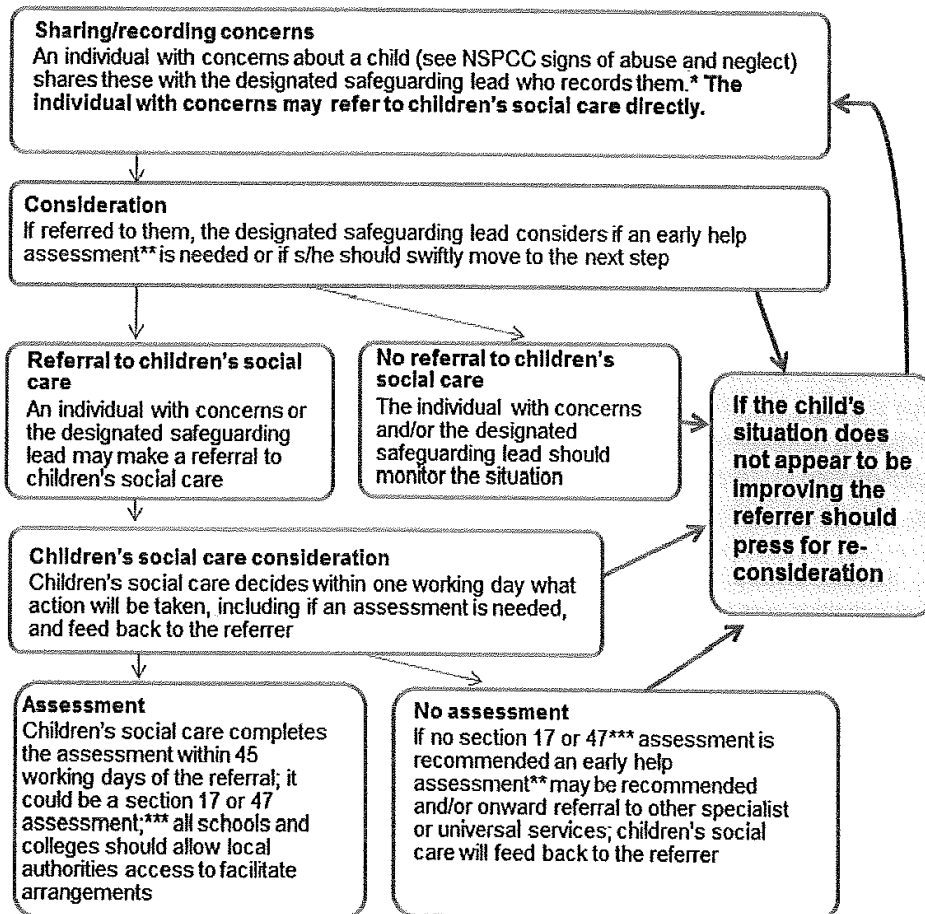 Sharing/recording concerns
An individual with concerns about a child (see NSPCC signs of abuse and neglect)
shares these with the designated safeguarding lead who records them.* The
individual with concerns may refer to children's social care directly.
Consideration
If referred to them, the designated safeguarding lead considers if an early help
assessment** is needed or if s/he should swiftly move to the next step
Referral to children's social
care
An individual with concerns or
the designated safeguarding
lead may make a referral to
children's social care
No referral to children's
social care
The individual with concerns
and/or the designated
safeguarding lead should
monitor the situation
If the child's
situation does
not appear to be
improving the
referrer should
press for re-
consideration
Children's social care consideration
Children's social care decides within one working day what
action will be taken, including if an assessment is needed,
and feed back to the referrer
Assessment
Children's social care completes
the assessment within 45
working days of the referral; it
could be a section 17 or 47
assessment;*** all schools and
colleges should allow local
authorities access to facilitate
arrangements
No assessment
If no section 17 or 47*** assessment is
recommended an early help
assessment** may be recommended
and/or onward referral to other specialist
or universal services; children's social
care will feed back to the referrer